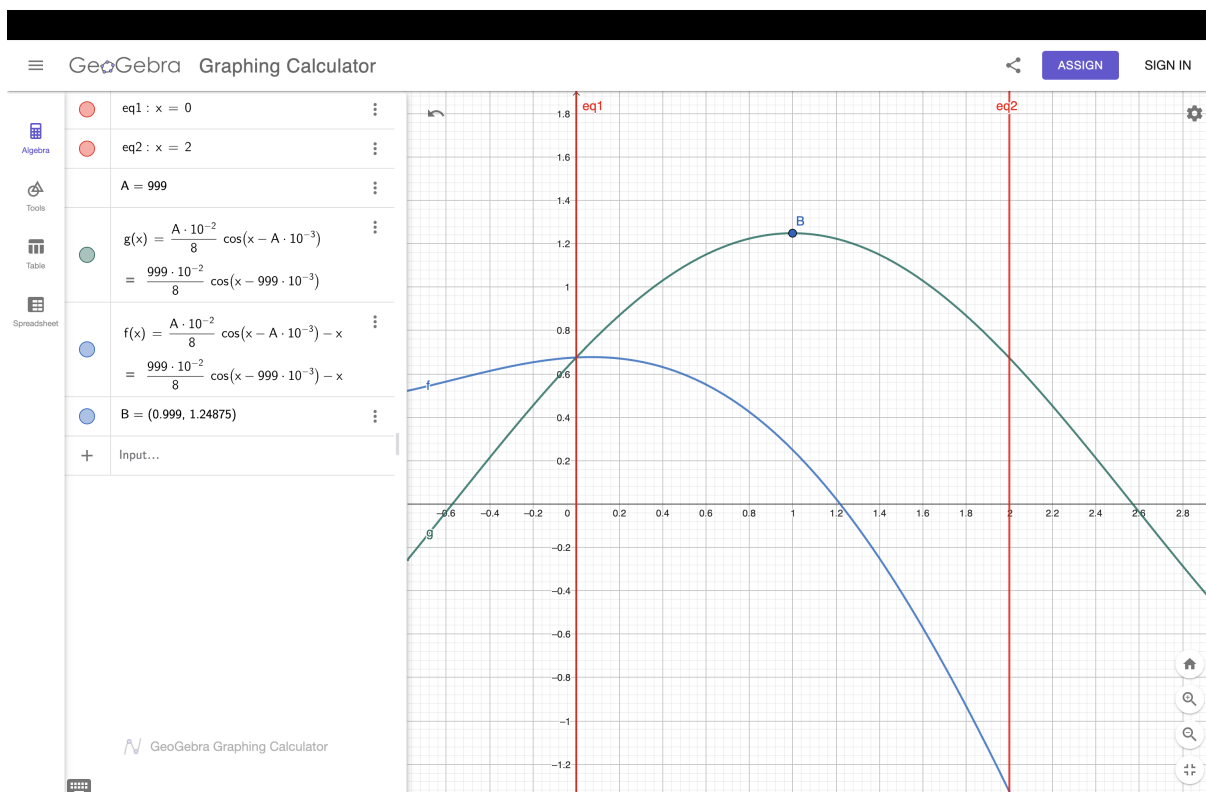 GeoGebra Graphing Calculator
ASSIGN
SIGN IN
Algebra
Tools
Table
Spreadsheet
eq1 : x = 0
eq2 : x = 2
A = 999
g(x) = A · 10⁻² / 8 cos(x − A · 10⁻³)
= 999 · 10⁻² / 8 cos(x − 999 · 10⁻³)
f(x) = A · 10⁻² / 8 cos(x − A · 10⁻³) − x
= 999 · 10⁻² / 8 cos(x − 999 · 10⁻³) − x
B = (0.999, 1.24875)
+ Input...
GeoGebra Graphing Calculator
eq1
eq2
B
f
g
1.8
1.6
1.4
1.2
1
0.8
0.6
0.4
0.2
−0.6 −0.4 −0.2 0 0.2 0.4 0.6 0.8 1 1.2 1.4 1.6 1.8 2 2.2 2.4 2.6 2.8
−0.2
−0.4
−0.6
−0.8
−1
−1.2